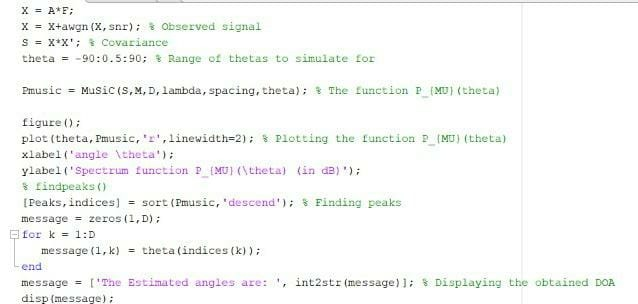 X = A*F;
X = X+awgn(X,snr); % Observed signal
S = X*X'; % Covariance
theta = -90:0.5:90; % Range of thetas to simulate for
Pmusic = MuSiC(S,M,D,lambda,spacing,theta); % The function P_{MU}(theta)
figure();
plot(theta,Pmusic,'r',linewidth=2); % Plotting the function P_{MU}(theta)
xlabel('angle \theta');
ylabel('Spectrum function P_{MU}(\theta) (in dB)');
% findpeaks()
[Peaks,indices] = sort(Pmusic,'descend'); % Finding peaks
message = zeros(1,D);
for k = 1:D
message(1,k) = theta(indices(k));
end
message = ['The Estimated angles are: ', int2str(message)]; % Displaying the obtained DOA
disp(message);